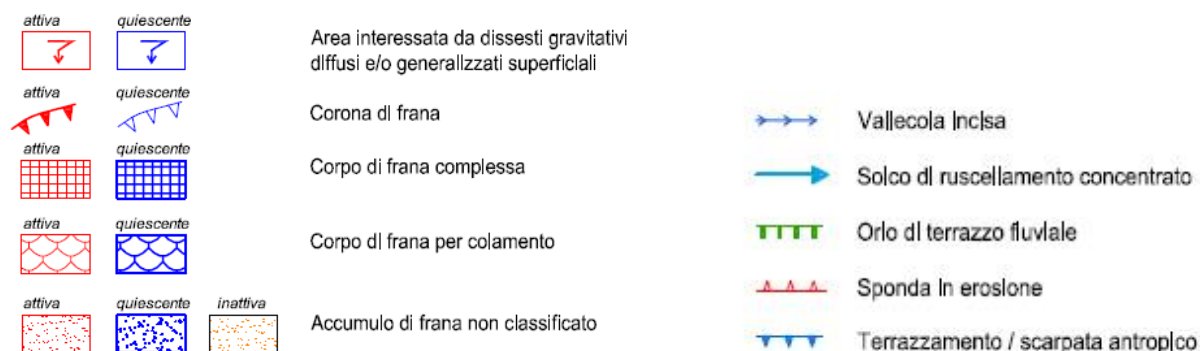 attiva quiescente
Area interessata da dissesti gravitativi
diffusi e/o generalizzati superficiali
attiva quiescente
Corona di frana
attiva quiescente
Corpo di frana complessa
attiva quiescente
Corpo di frana per colamento
attiva quiescente inattiva
Accumulo di frana non classificato
Vallecola incisa
Solco di ruscellamento concentrato
Orlo di terrazzo fluviale
Sponda in erosione
Terrazzamento / scarpata antropico